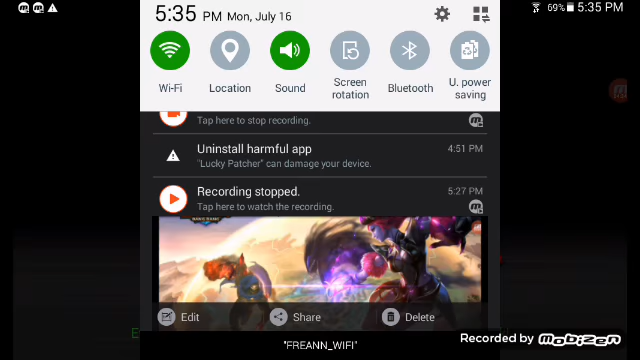 69% 5:35 PM
5:35 PM Mon, July 16
Wi-Fi
Location
Sound
Screen rotation
Bluetooth
U. power saving
Tap here to stop recording.
Uninstall harmful app 4:51 PM
"Lucky Patcher" can damage your device.
Recording stopped. 5:27 PM
Tap here to watch the recording.
Edit Share Delete
"FREANN_WIFI"
Recorded by Mobizen